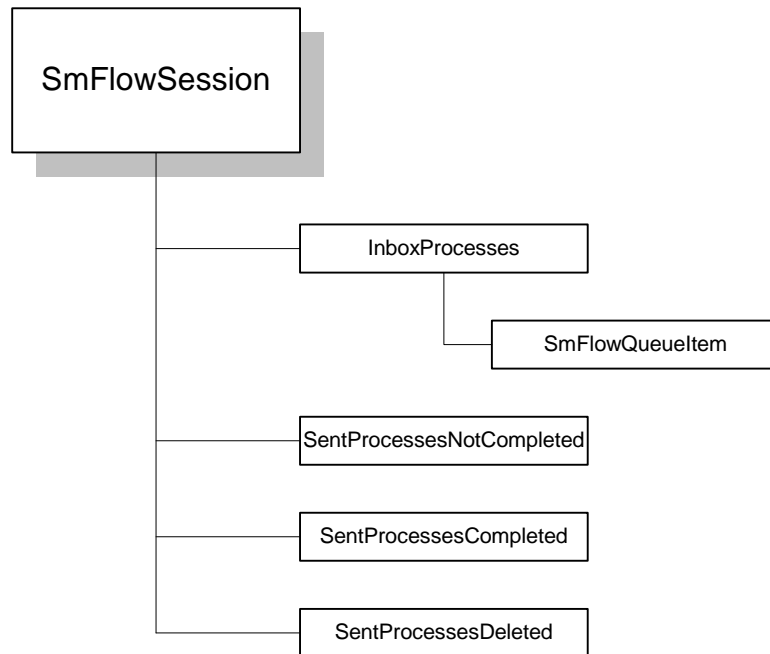 SmFlowSession
InboxProcesses
SmFlowQueueItem
SentProcessesNotCompleted
SentProcessesCompleted
SentProcessesDeleted